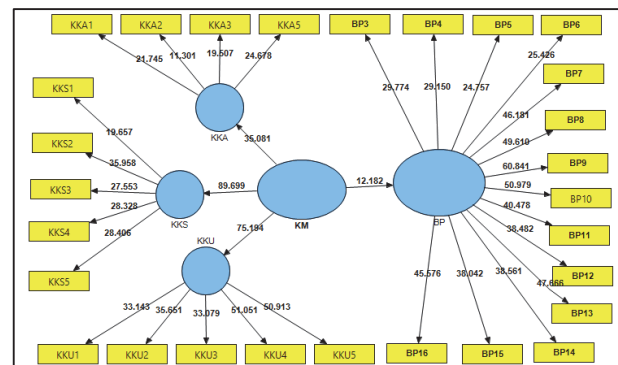 KKA1 KKA2 KKA3 KKA5 BP3 BP4 BP5 BP6
21.745 11.301 19.507 24.678 29.774 29.150 24.757 25.426
BP7
46.181
KKS1
19.657
KKA
35.081
BP8
49.610
KKS2
35.958
BP9
60.841
KKS3
27.553
89.699
KM
12.182
BP
50.979
BP10
KKS4
28.328
KKS
40.478
BP11
KKS5
28.406
KKU
75.194
38.482
BP12
33.143 35.651 33.079 51.051 50.913
45.576 38.042 38.561 47.666
BP13
KKU1 KKU2 KKU3 KKU4 KKU5 BP16 BP15 BP14